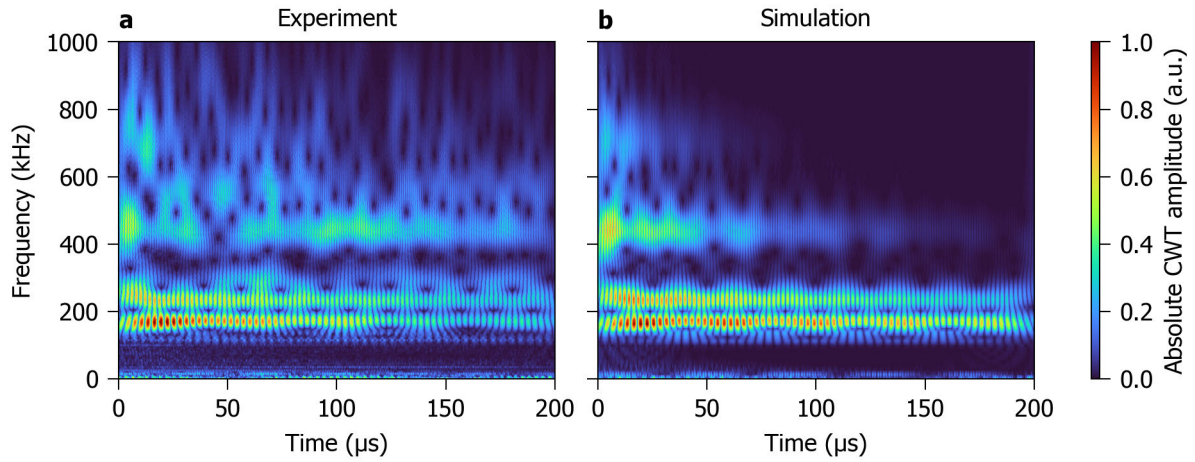 a Experiment
b Simulation
1000
800
600
400
200
0
Frequency (kHz)
0 50 100 150 200
Time (µs)
0 50 100 150 200
Time (µs)
1.0
0.8
0.6
0.4
0.2
0.0
Absolute CWT amplitude (a.u.)